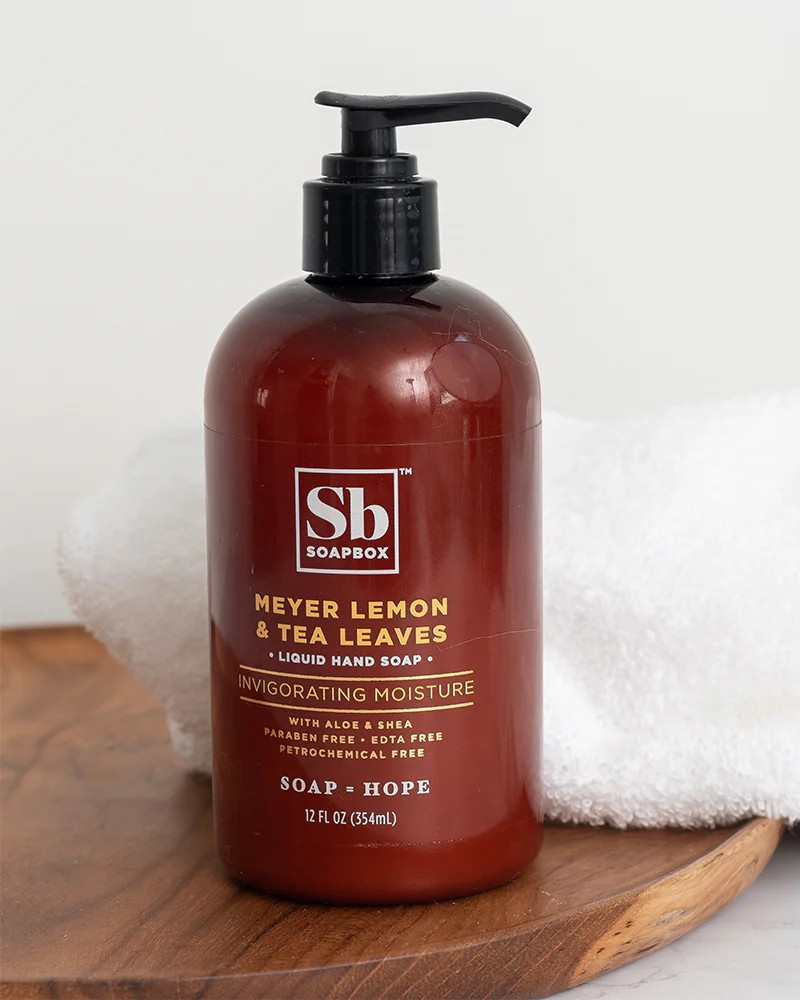 Sb™
SOAPBOX
MEYER LEMON
& TEA LEAVES
• LIQUID HAND SOAP •
INVIGORATING MOISTURE
WITH ALOE & SHEA
PARABEN FREE • EDTA FREE
PETROCHEMICAL FREE
SOAP = HOPE
12 FL OZ (354mL)